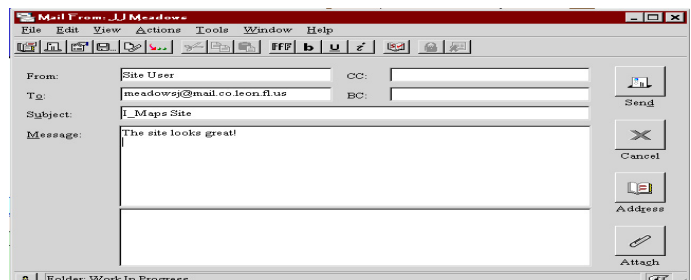 Mail From: JJ Meadows
File Edit View Actions Tools Window Help
b u i
From: Site User CC:
To: meadowsj@mail.co.leon.fl.us BC:
Send
Subject: I_Maps Site
Message: The site looks great!
Cancel
Address
Attach
Folder: Work In Progress